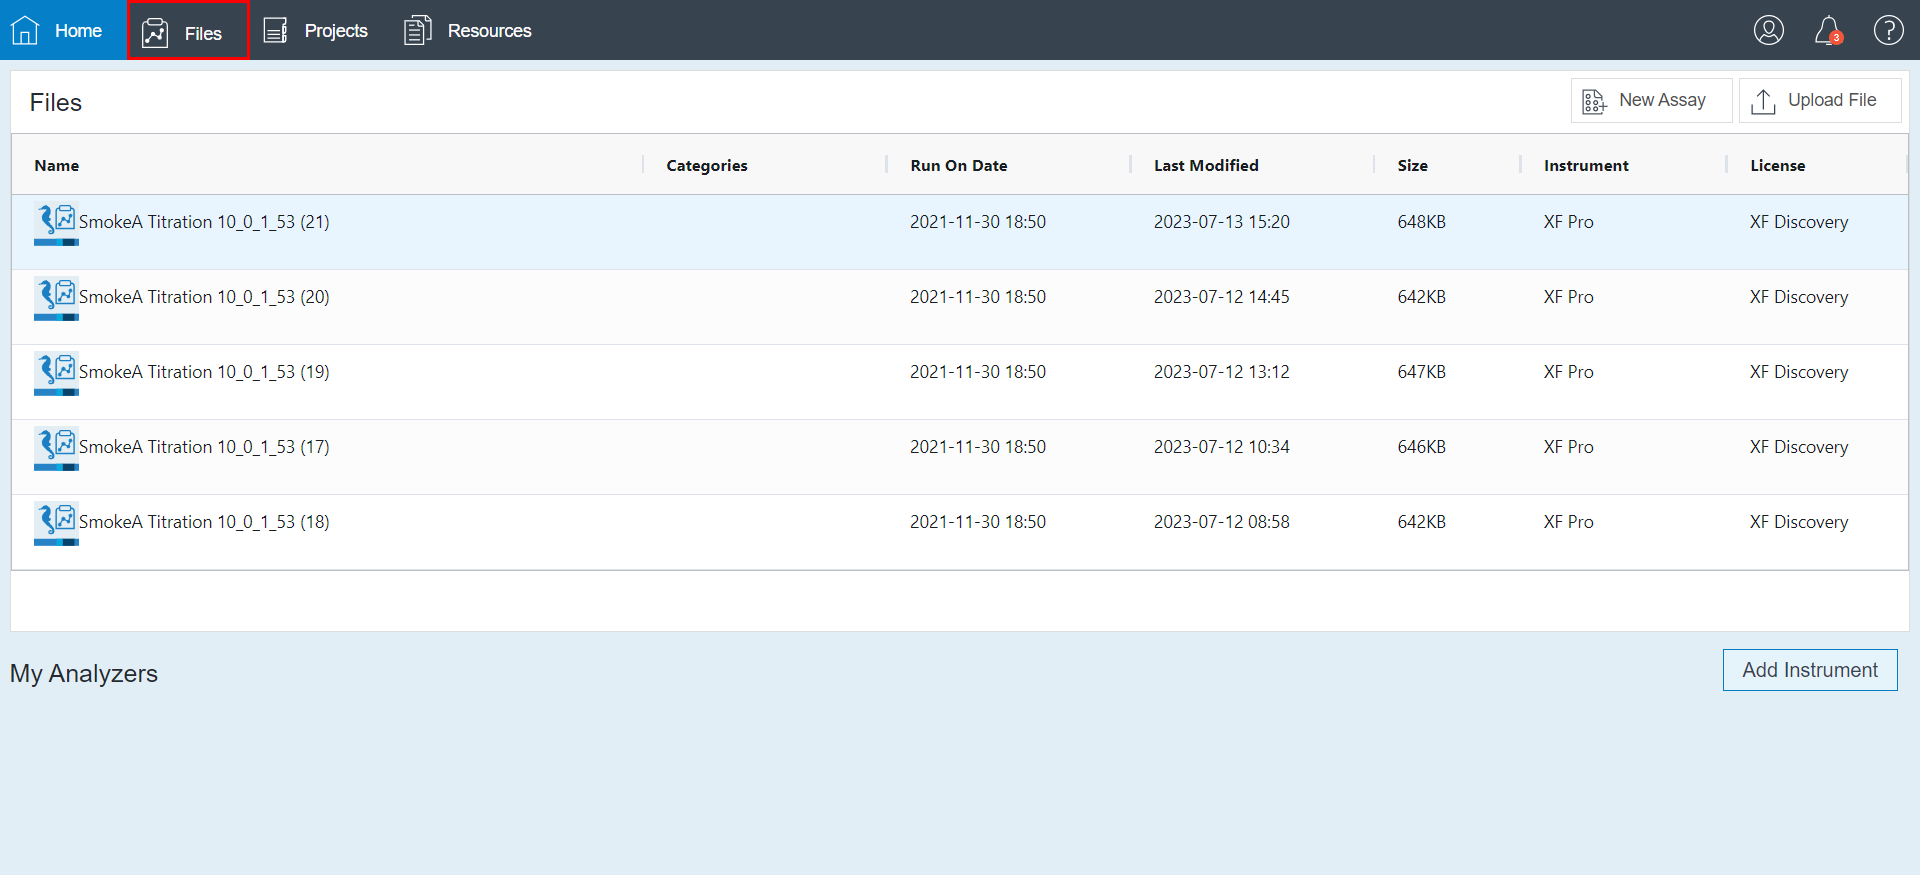 Home Files Projects Resources 3 ?
Files New Assay Upload File
Name Categories Run On Date Last Modified Size Instrument License
SmokeA Titration 10_0_1_53 (21) 2021-11-30 18:50 2023-07-13 15:20 648KB XF Pro XF Discovery
SmokeA Titration 10_0_1_53 (20) 2021-11-30 18:50 2023-07-12 14:45 642KB XF Pro XF Discovery
SmokeA Titration 10_0_1_53 (19) 2021-11-30 18:50 2023-07-12 13:12 647KB XF Pro XF Discovery
SmokeA Titration 10_0_1_53 (17) 2021-11-30 18:50 2023-07-12 10:34 646KB XF Pro XF Discovery
SmokeA Titration 10_0_1_53 (18) 2021-11-30 18:50 2023-07-12 08:58 642KB XF Pro XF Discovery
My Analyzers Add Instrument